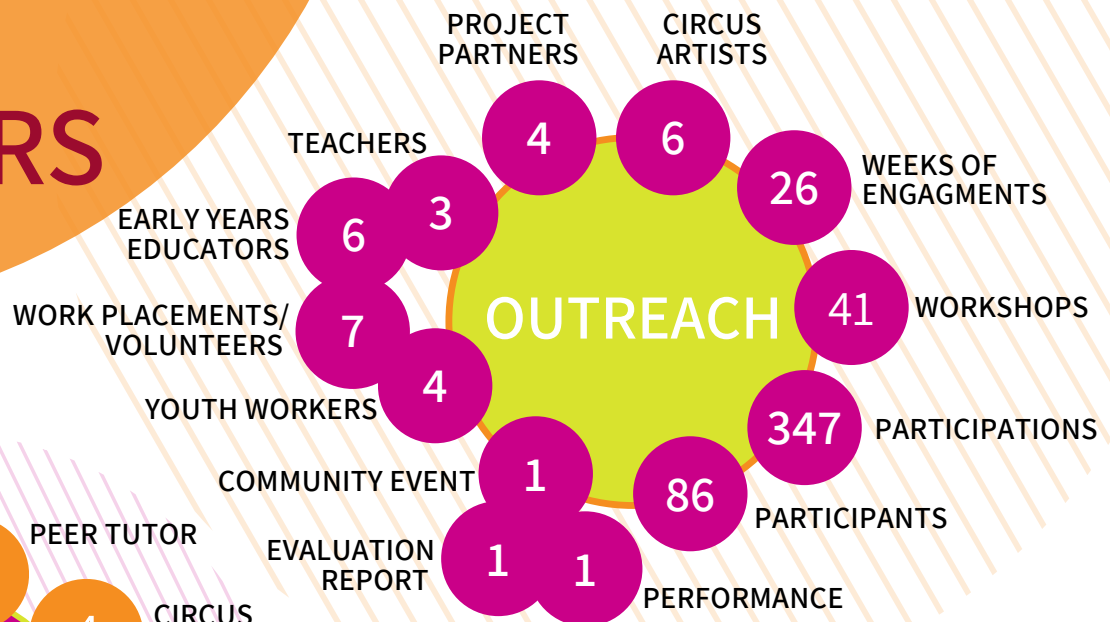 RS
PROJECT
PARTNERS
4
CIRCUS
ARTISTS
6
26
WEEKS OF
ENGAGMENTS
41
WORKSHOPS
347
PARTICIPATIONS
86
PARTICIPANTS
1
PERFORMANCE
1
EVALUATION
REPORT
1
COMMUNITY EVENT
4
YOUTH WORKERS
7
WORK PLACEMENTS/
VOLUNTEERS
6
EARLY YEARS
EDUCATORS
3
TEACHERS
OUTREACH
PEER TUTOR
CIRCUS